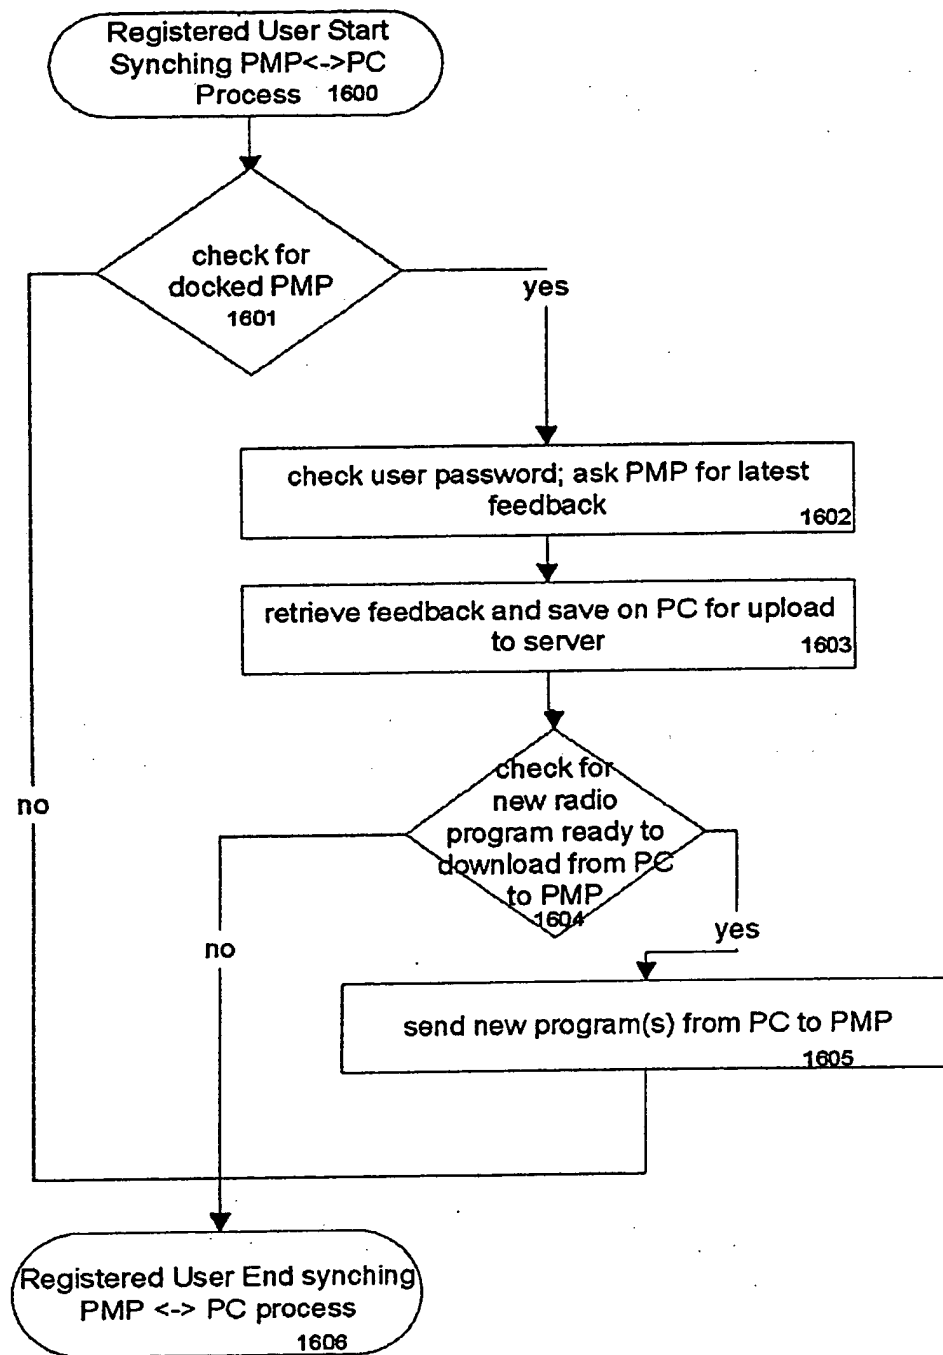 Registered User Start
Synching PMP<->PC
Process 1600
check for
docked PMP
1601
yes
check user password; ask PMP for latest
feedback
1602
retrieve feedback and save on PC for upload
to server
1603
check for
new radio
program ready to
download from PC
to PMP
1604
no
no
yes
send new program(s) from PC to PMP
1605
Registered User End synching
PMP <-> PC process
1606